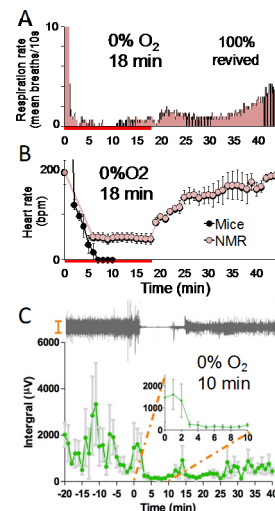 A
Respiration rate
(mean breaths/10s)
10
5
0
0% O2
18 min
100%
revived
0 5 10 15 20 25 30 35 40
B
Heart rate
(bpm)
200
0
0%O2
18 min
Mice
NMR
0 5 10 15 20 25 30 35 40
Time (min)
C
6000
4000
2000
0
Intergral (µV)
0% O2
10 min
2000
1000
0
0 2 4 6 8 10
-20 -15 -10 -5 0 5 10 15 20 25 30 35 40
Time (min)